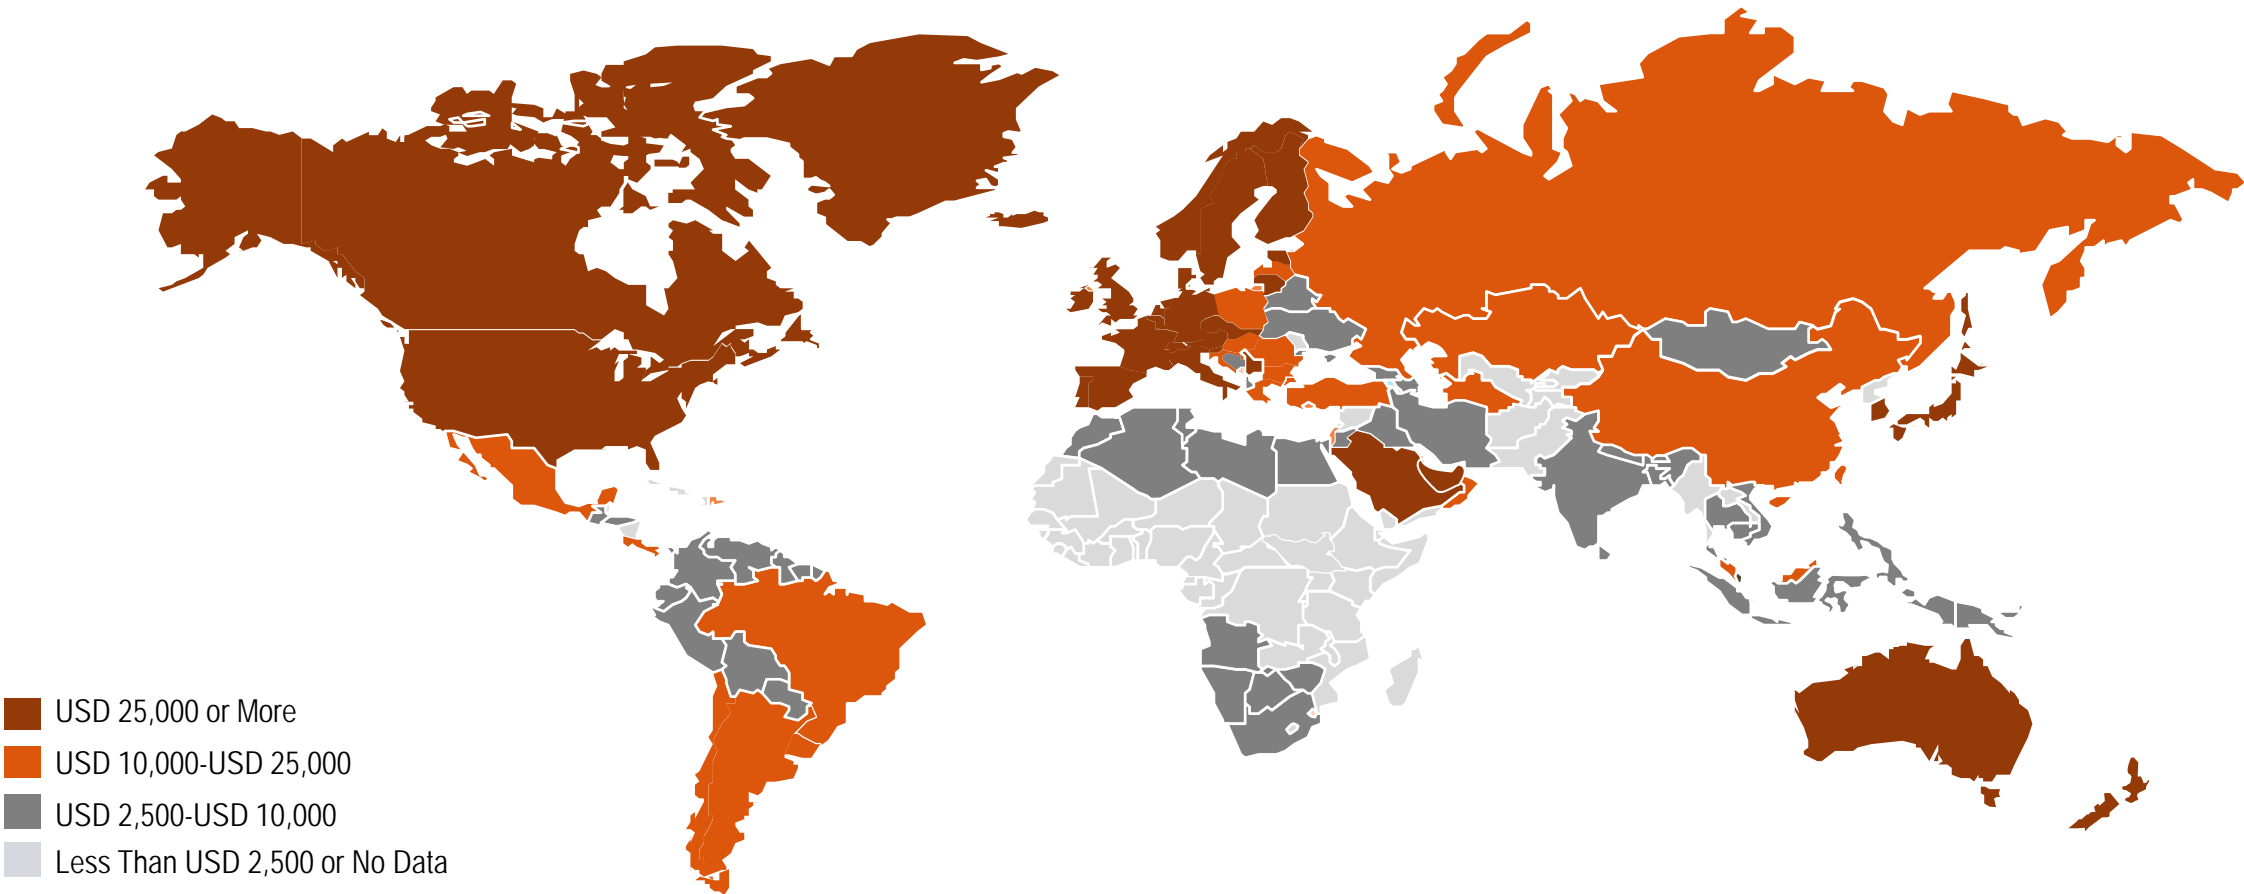 USD 25,000 or More
USD 10,000-USD 25,000
USD 2,500-USD 10,000
Less Than USD 2,500 or No Data